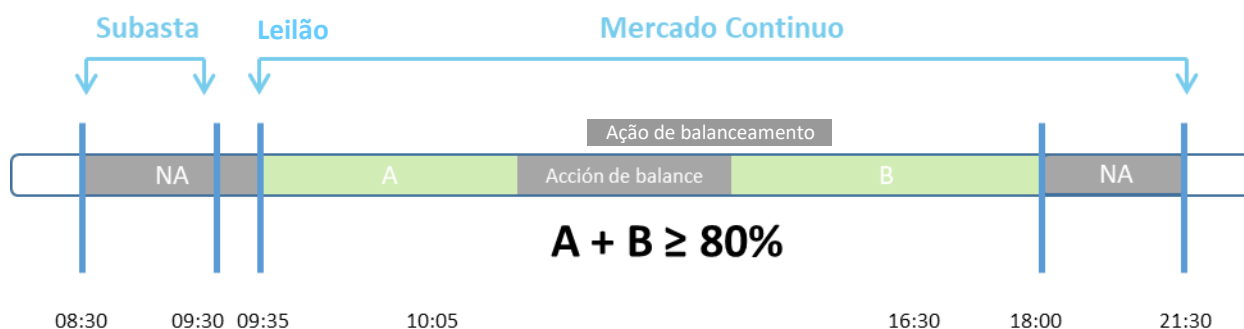 Subasta
Leilão
Mercado Continuo
Ação de balanceamento
NA
A
Acción de balance
B
NA
A + B ≥ 80%
08:30
09:30
09:35
10:05
16:30
18:00
21:30